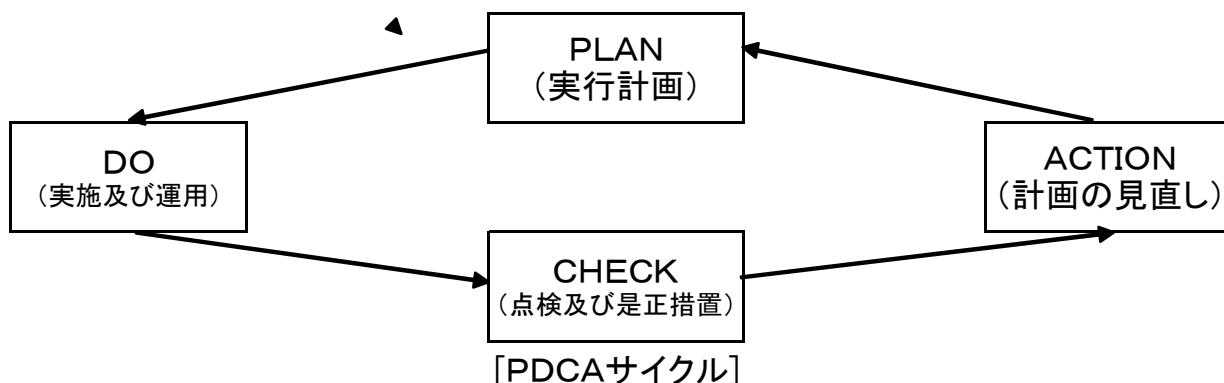 PLAN
（実行計画）
DO
（実施及び運用）
ACTION
（計画の見直し）
CHECK
（点検及び是正措置）
[PDCAサイクル]